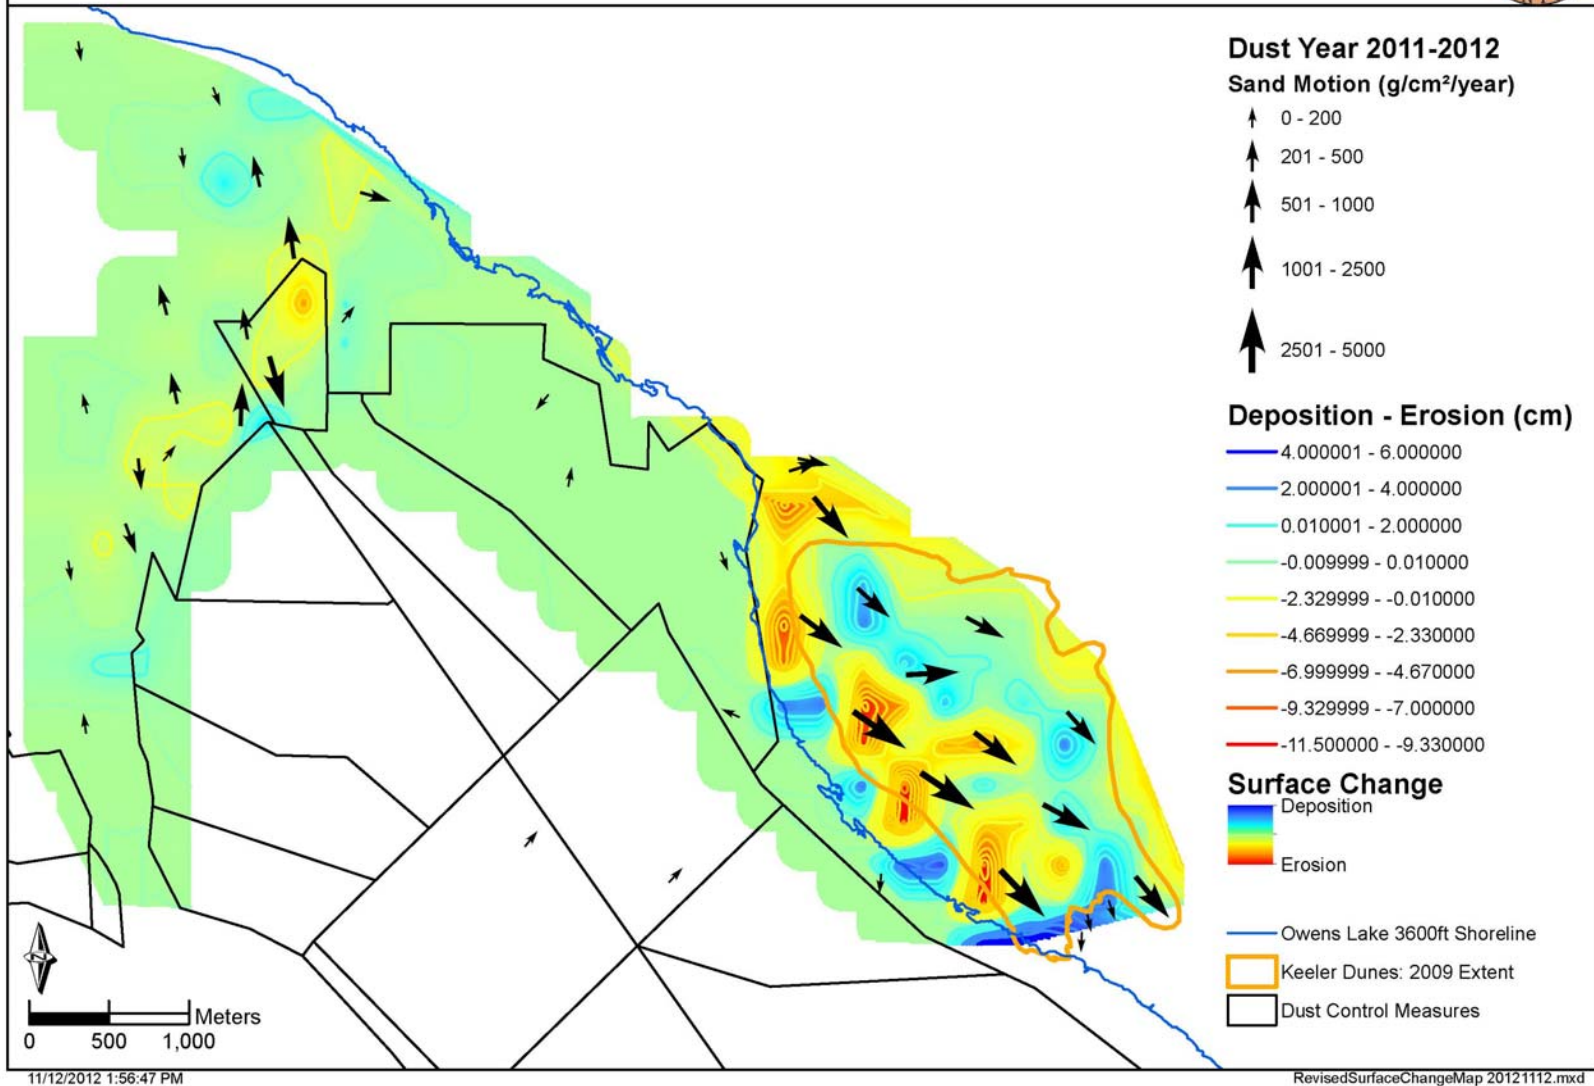 Dust Year 2011-2012
Sand Motion (g/cm²/year)
0 - 200
201 - 500
501 - 1000
1001 - 2500
2501 - 5000
Deposition - Erosion (cm)
4.000001 - 6.000000
2.000001 - 4.000000
0.010001 - 2.000000
-0.009999 - 0.010000
-2.329999 - -0.010000
-4.669999 - -2.330000
-6.999999 - -4.670000
-9.329999 - -7.000000
-11.500000 - -9.330000
Surface Change
Deposition
Erosion
Owens Lake 3600ft Shoreline
Keeler Dunes: 2009 Extent
Dust Control Measures
N
Meters
0 500 1,000
11/12/2012 1:56:47 PM
RevisedSurfaceChangeMap 20121112.mxd